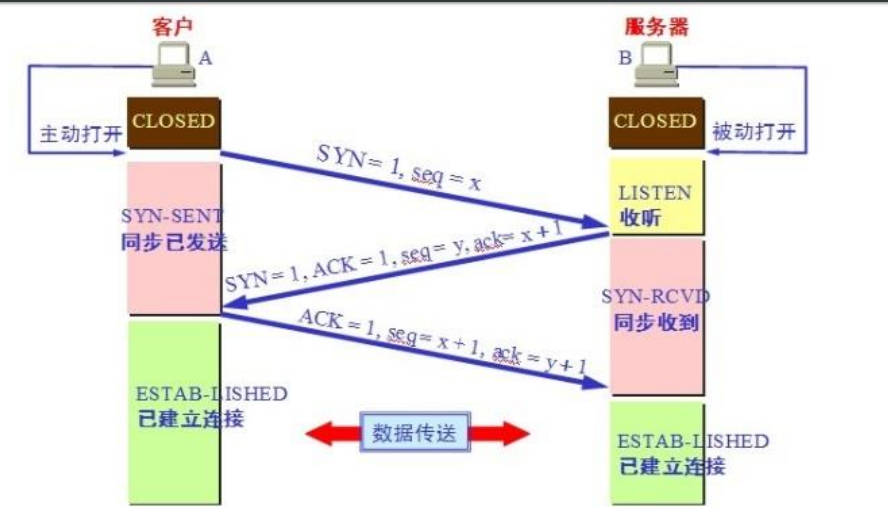 客户
服务器
A
B
CLOSED
CLOSED
主动打开
被动打开
SYN= 1, seq = x
LISTEN
收听
SYN-SENT
同步已发送
SYN= 1, ACK = 1, seq= y, ack= x + 1
SYN-RCVD
同步收到
ACK = 1, seq= x + 1, ack = y +1
ESTAB-LISHED
已建立连接
数据传送
ESTAB-LISHED
已建立连接